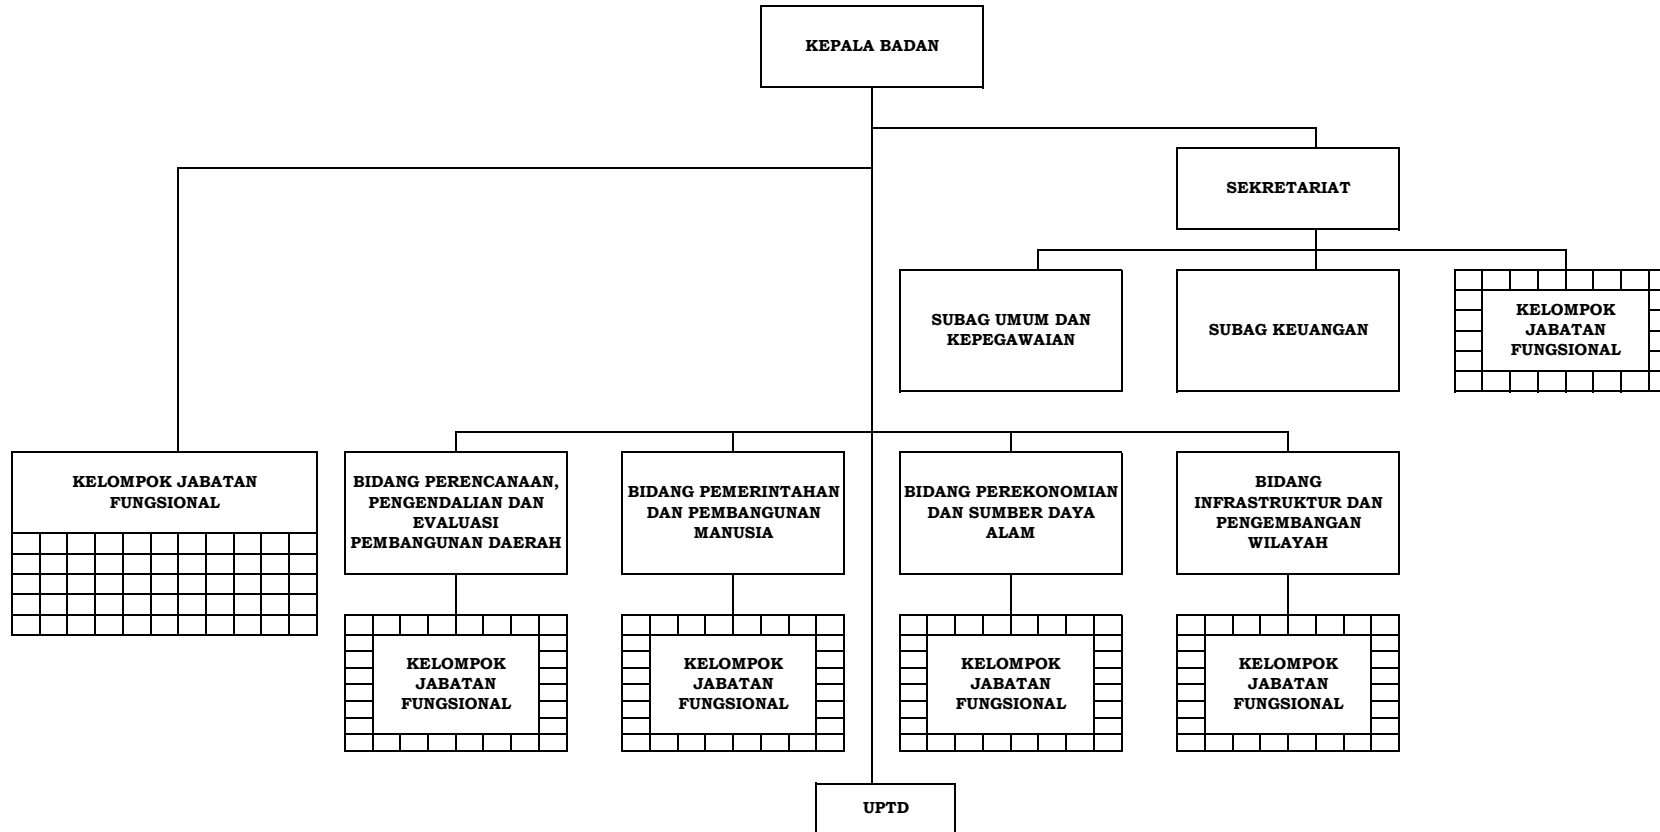 KEPALA BADAN
SEKRETARIAT
SUBAG UMUM DAN
KEPEGAWAIAN
SUBAG KEUANGAN
KELOMPOK
JABATAN
FUNGSIONAL
KELOMPOK JABATAN
FUNGSIONAL
BIDANG PERENCANAAN,
PENGENDALIAN DAN
EVALUASI
PEMBANGUNAN DAERAH
BIDANG PEMERINTAHAN
DAN PEMBANGUNAN
MANUSIA
BIDANG PEREKONOMIAN
DAN SUMBER DAYA
ALAM
BIDANG
INFRASTRUKTUR DAN
PENGEMBANGAN
WILAYAH
KELOMPOK
JABATAN
FUNGSIONAL
KELOMPOK
JABATAN
FUNGSIONAL
KELOMPOK
JABATAN
FUNGSIONAL
KELOMPOK
JABATAN
FUNGSIONAL
UPTD